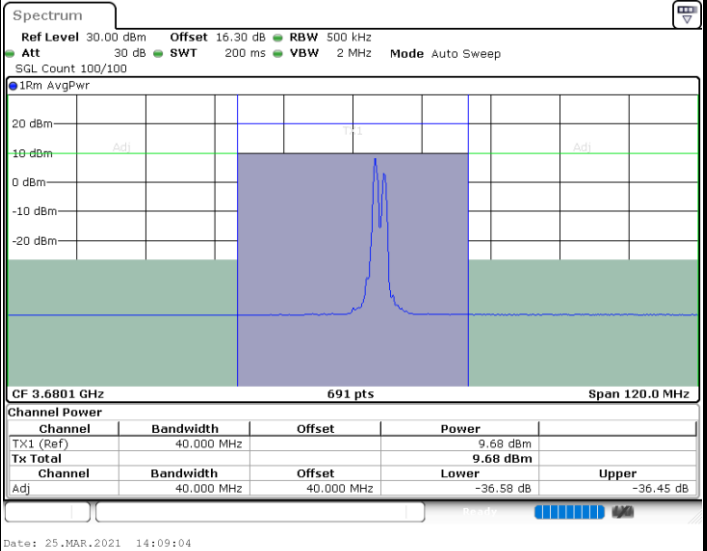 Spectrum
Ref Level 30.00 dBm Offset 16.30 dB RBW 500 kHz
Att 30 dB SWT 200 ms VBW 2 MHz Mode Auto Sweep
SGL Count 100/100
1Rm AvgPwr
20 dBm
TX1
Adj Adj
10 dBm
0 dBm
-10 dBm
-20 dBm
CF 3.6801 GHz 691 pts Span 120.0 MHz
Channel Power
Channel Bandwidth Offset Power
TX1 (Ref) 40.000 MHz 9.68 dBm
Tx Total 9.68 dBm
Channel Bandwidth Offset Lower Upper
Adj 40.000 MHz 40.000 MHz -36.58 dB -36.45 dB
Ready
Date: 25.MAR.2021 14:09:04